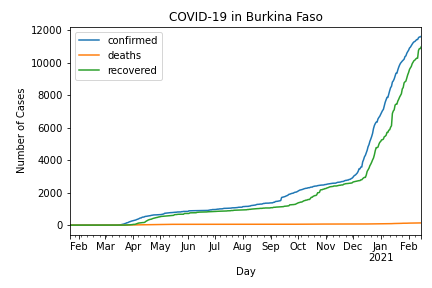 COVID-19 in Burkina Faso
confirmed
deaths
recovered
Number of Cases
12000
10000
8000
6000
4000
2000
0
Feb Mar Apr May Jun Jul Aug Sep Oct Nov Dec Jan Feb
2021
Day